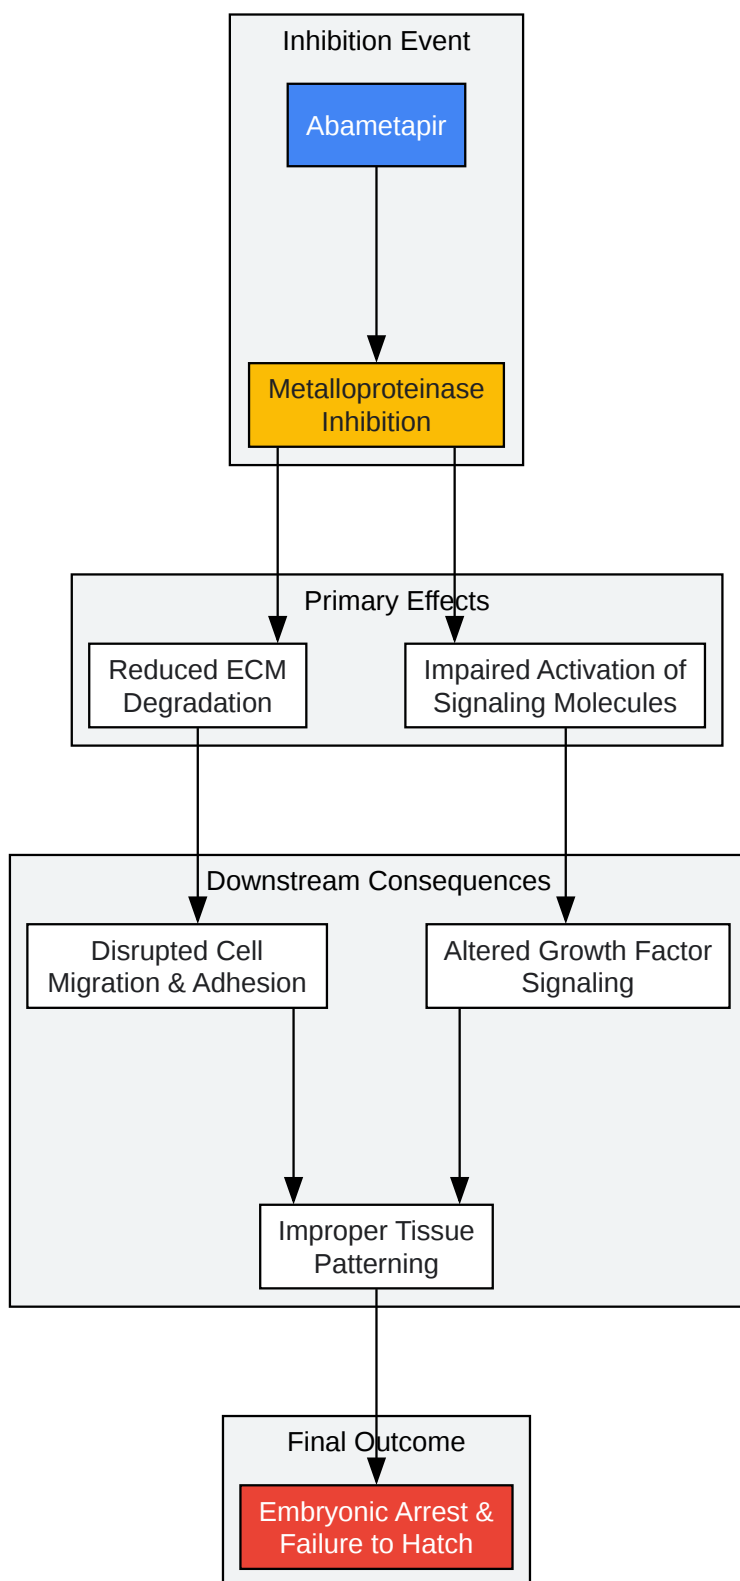 Inhibition Event
Abametapir
Metalloproteinase
Inhibition
Primary Effects
Reduced ECM
Degradation
Impaired Activation of
Signaling Molecules
Downstream Consequences
Disrupted Cell
Migration & Adhesion
Altered Growth Factor
Signaling
Improper Tissue
Patterning
Final Outcome
Embryonic Arrest &
Failure to Hatch